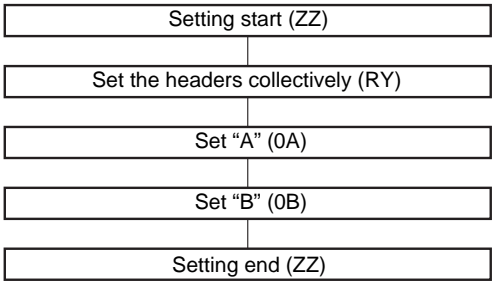 Setting start (ZZ)
Set the headers collectively (RY)
Set “A” (0A)
Set “B” (0B)
Setting end (ZZ)